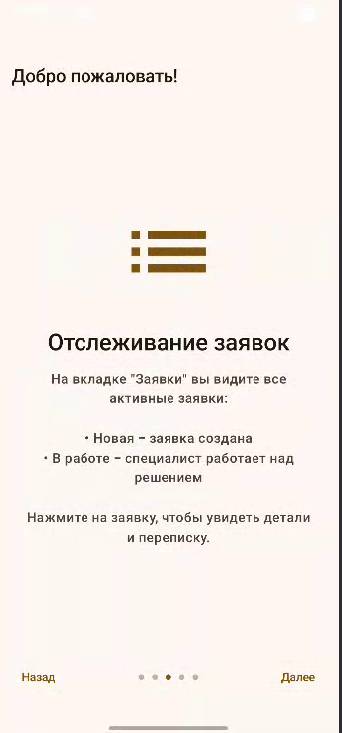 Добро пожаловать!
Отслеживание заявок
На вкладке "Заявки" вы видите все
активные заявки:
• Новая – заявка создана
• В работе – специалист работает над
решением
Нажмите на заявку, чтобы увидеть детали
и переписку.
Назад
Далее